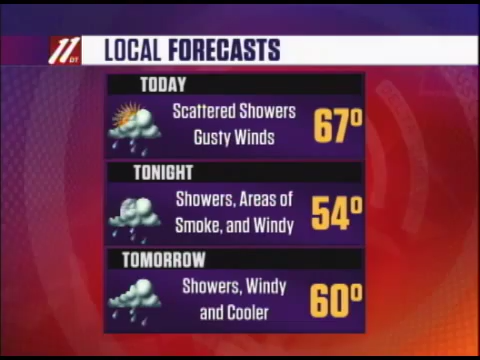 11 DT LOCAL FORECASTS
TODAY
Scattered Showers
Gusty Winds
67°
TONIGHT
Showers, Areas of
Smoke, and Windy
54°
TOMORROW
Showers, Windy
and Cooler
60°